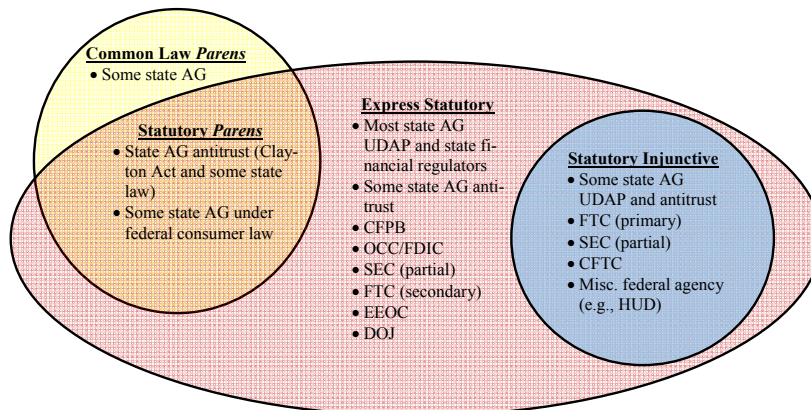 Common Law Parens
• Some state AG
Statutory Parens
• State AG antitrust (Clay-
ton Act and some state
law)
• Some state AG under
federal consumer law
Express Statutory
• Most state AG
UDAP and state fi-
nancial regulators
• Some state AG anti-
trust
• CFPB
• OCC/FDIC
• SEC (partial)
• FTC (secondary)
• EEOC
• DOJ
Statutory Injunctive
• Some state AG
UDAP and antitrust
• FTC (primary)
• SEC (partial)
• CFTC
• Misc. federal agency
(e.g., HUD)